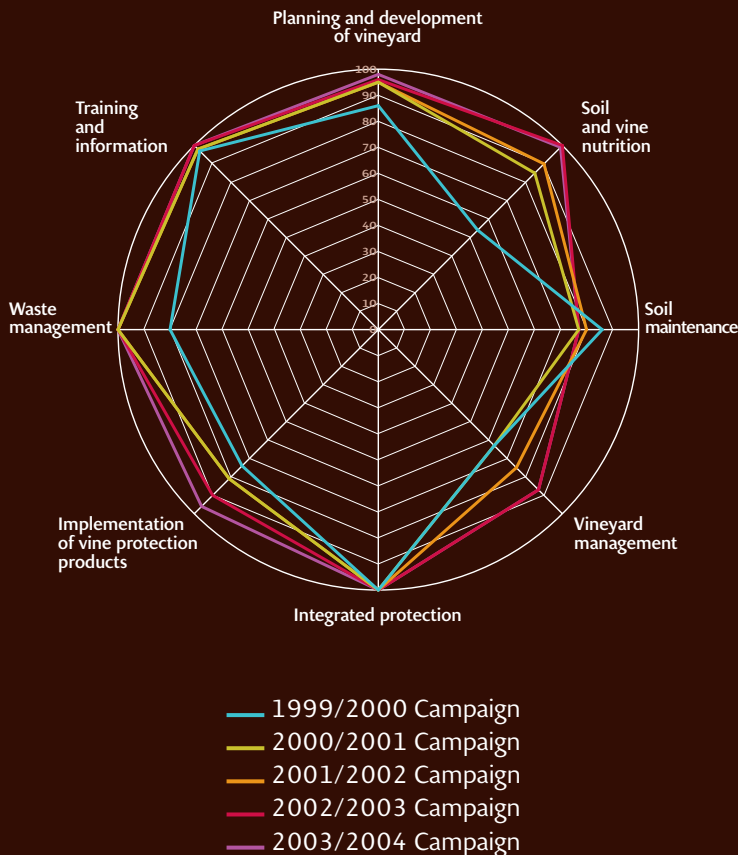 Planning and development
of vineyard
100
90
80
70
60
50
40
30
20
10
0
Training
and
information
Soil
and vine
nutrition
Waste
management
Soil
maintenance
Implementation
of vine protection
products
Vineyard
management
Integrated protection
1999/2000 Campaign
2000/2001 Campaign
2001/2002 Campaign
2002/2003 Campaign
2003/2004 Campaign